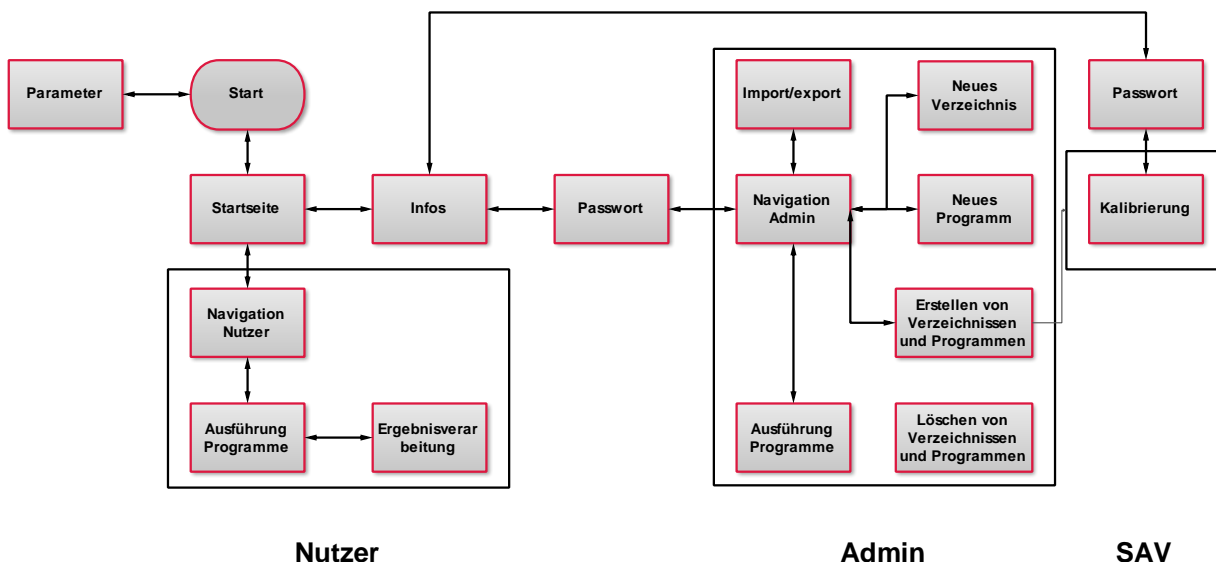 Parameter
Start
Import/export
Neues
Verzeichnis
Passwort
Startseite
Infos
Passwort
Navigation
Admin
Neues
Programm
Kalibrierung
Navigation
Nutzer
Erstellen von
Verzeichnissen
und Programmen
Ausführung
Programme
Ergebnisverar
beitung
Ausführung
Programme
Löschen von
Verzeichnissen
und Programmen
Nutzer
Admin
SAV